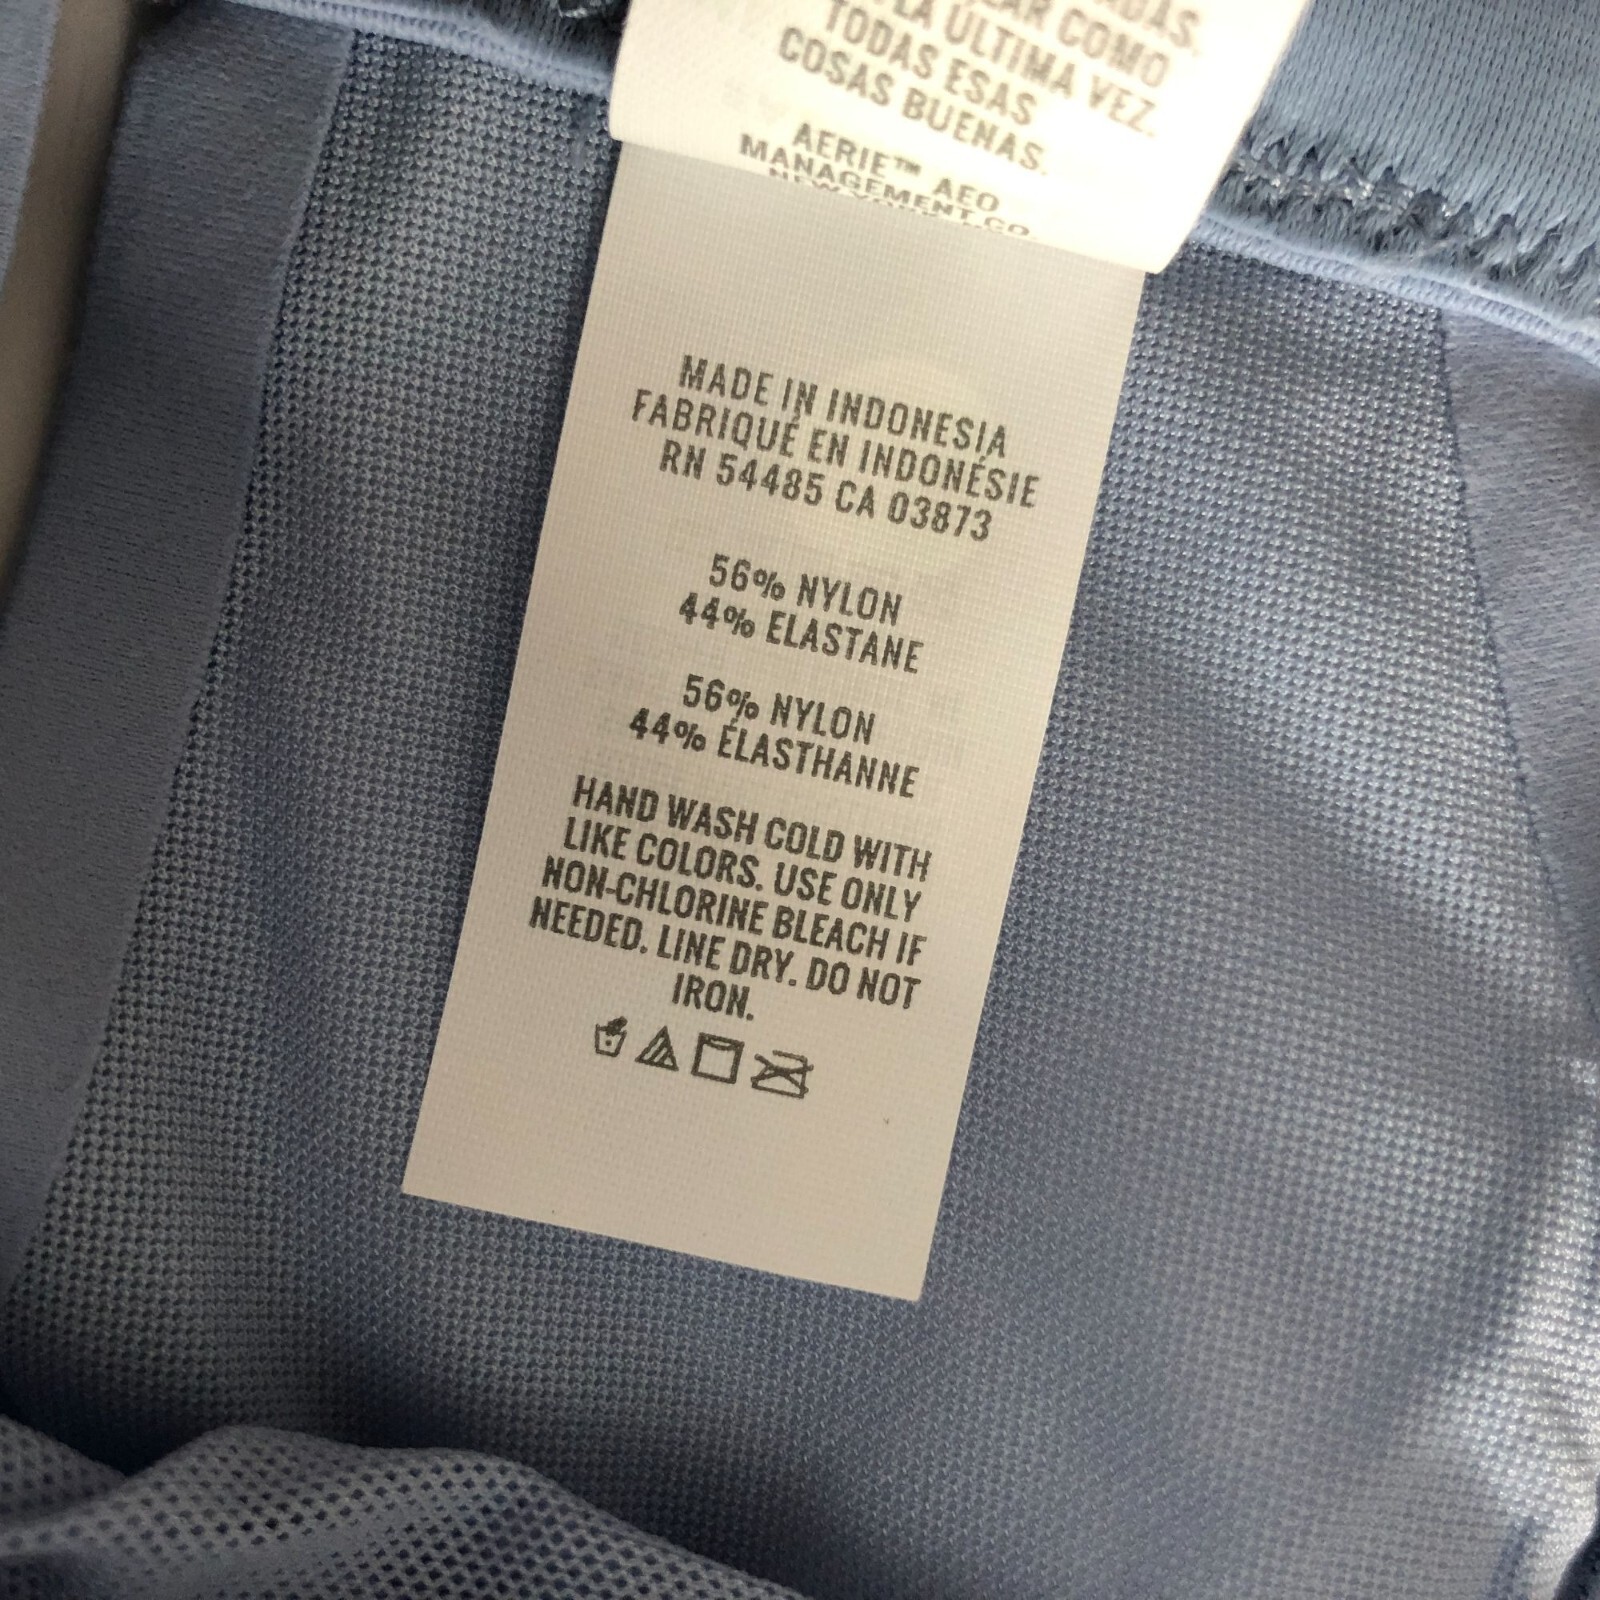 COMO
LA ÚLTIMA VEZ.
TODAS ESAS
COSAS BUENAS.
AERIE™ AEO
MANAGEMENT CO.
MADE IN INDONESIA
FABRIQUÉ EN INDONÉSIE
RN 54485 CA 03873
56% NYLON
44% ELASTANE
56% NYLON
44% ÉLASTHANNE
HAND WASH COLD WITH
LIKE COLORS. USE ONLY
NON-CHLORINE BLEACH IF
NEEDED. LINE DRY. DO NOT
IRON.